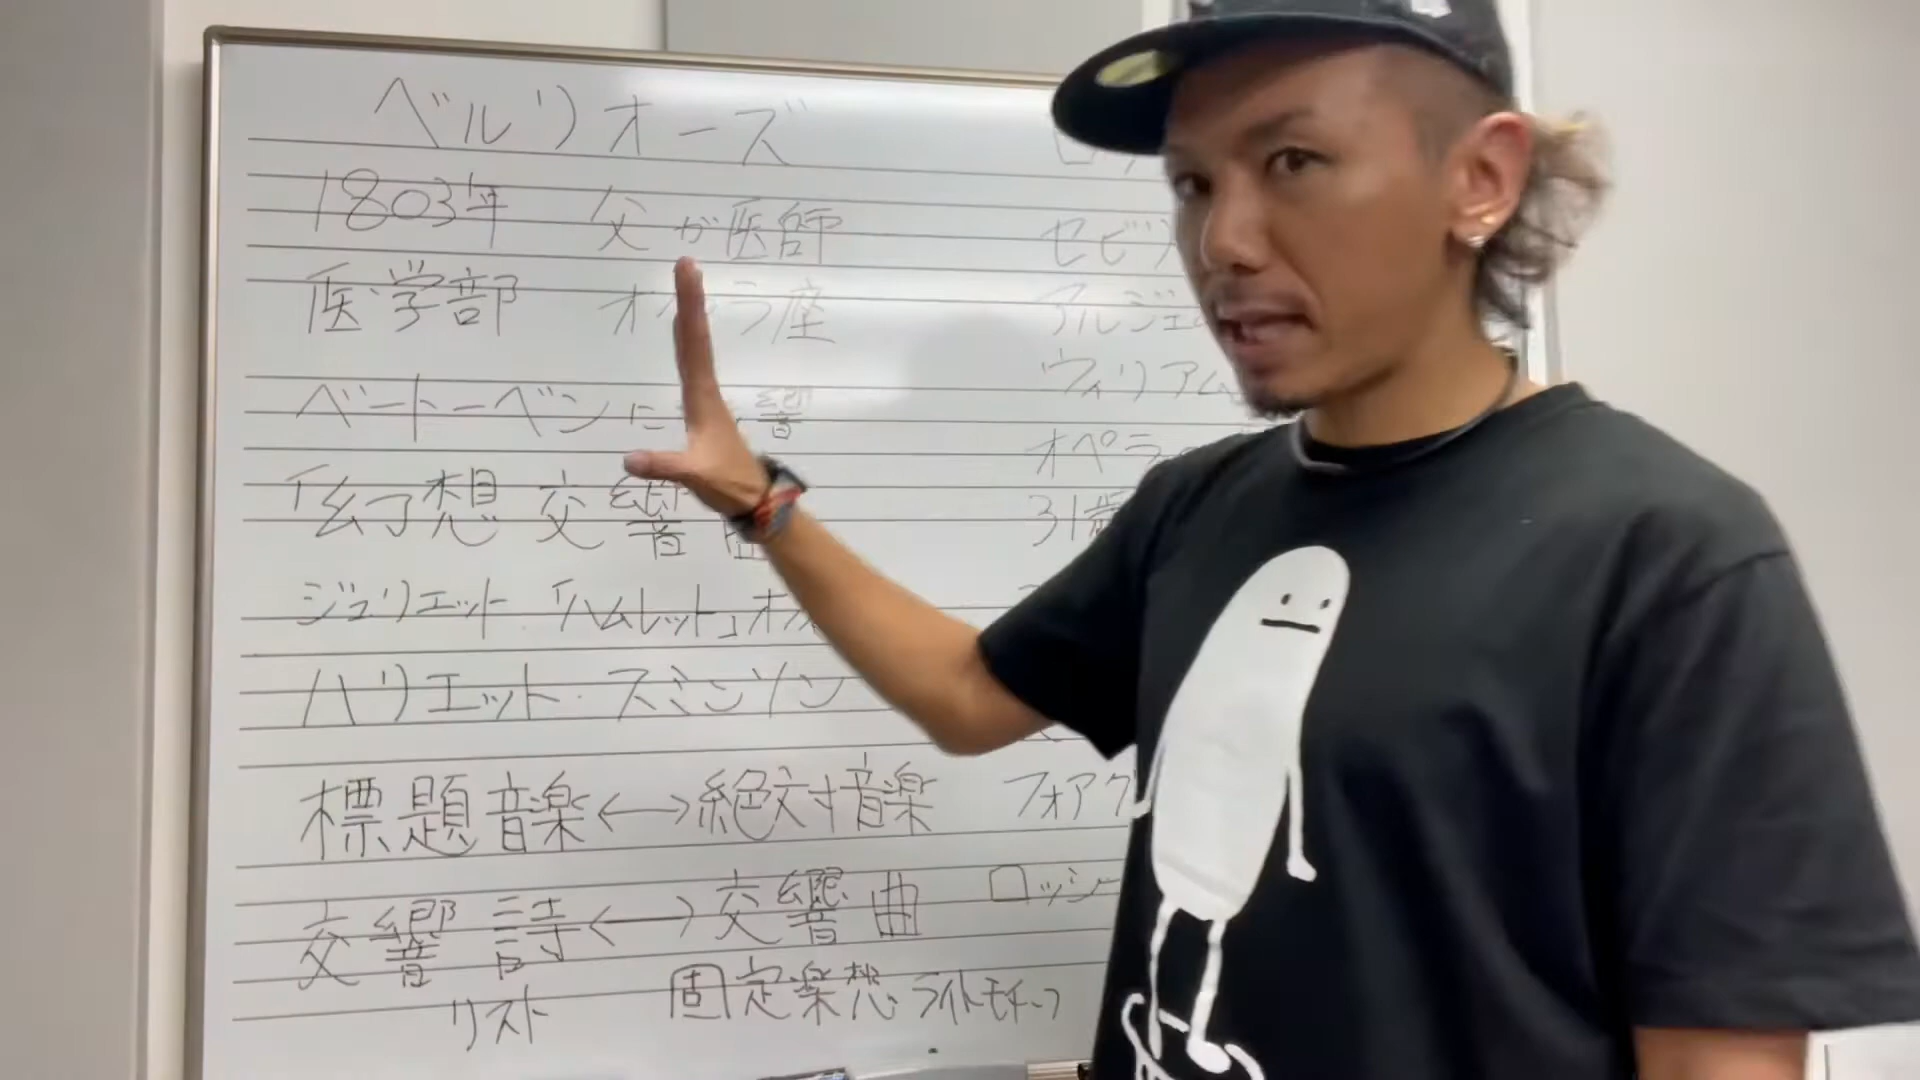 ベルリオーズ
1803年 父が医師
医学部 オペラ座
ベートーベンに 響
「幻想交響曲
ジュリエット 「ハムレット」オフ
ハリエット・スミソソン
標題音楽↔絶対音楽
交響詩↔交響曲
リスト 固定楽想 ライトモチーフ
セビリ
アルジェ
ウィリアム
オペラ
31歳
フォアグ
ロッシー